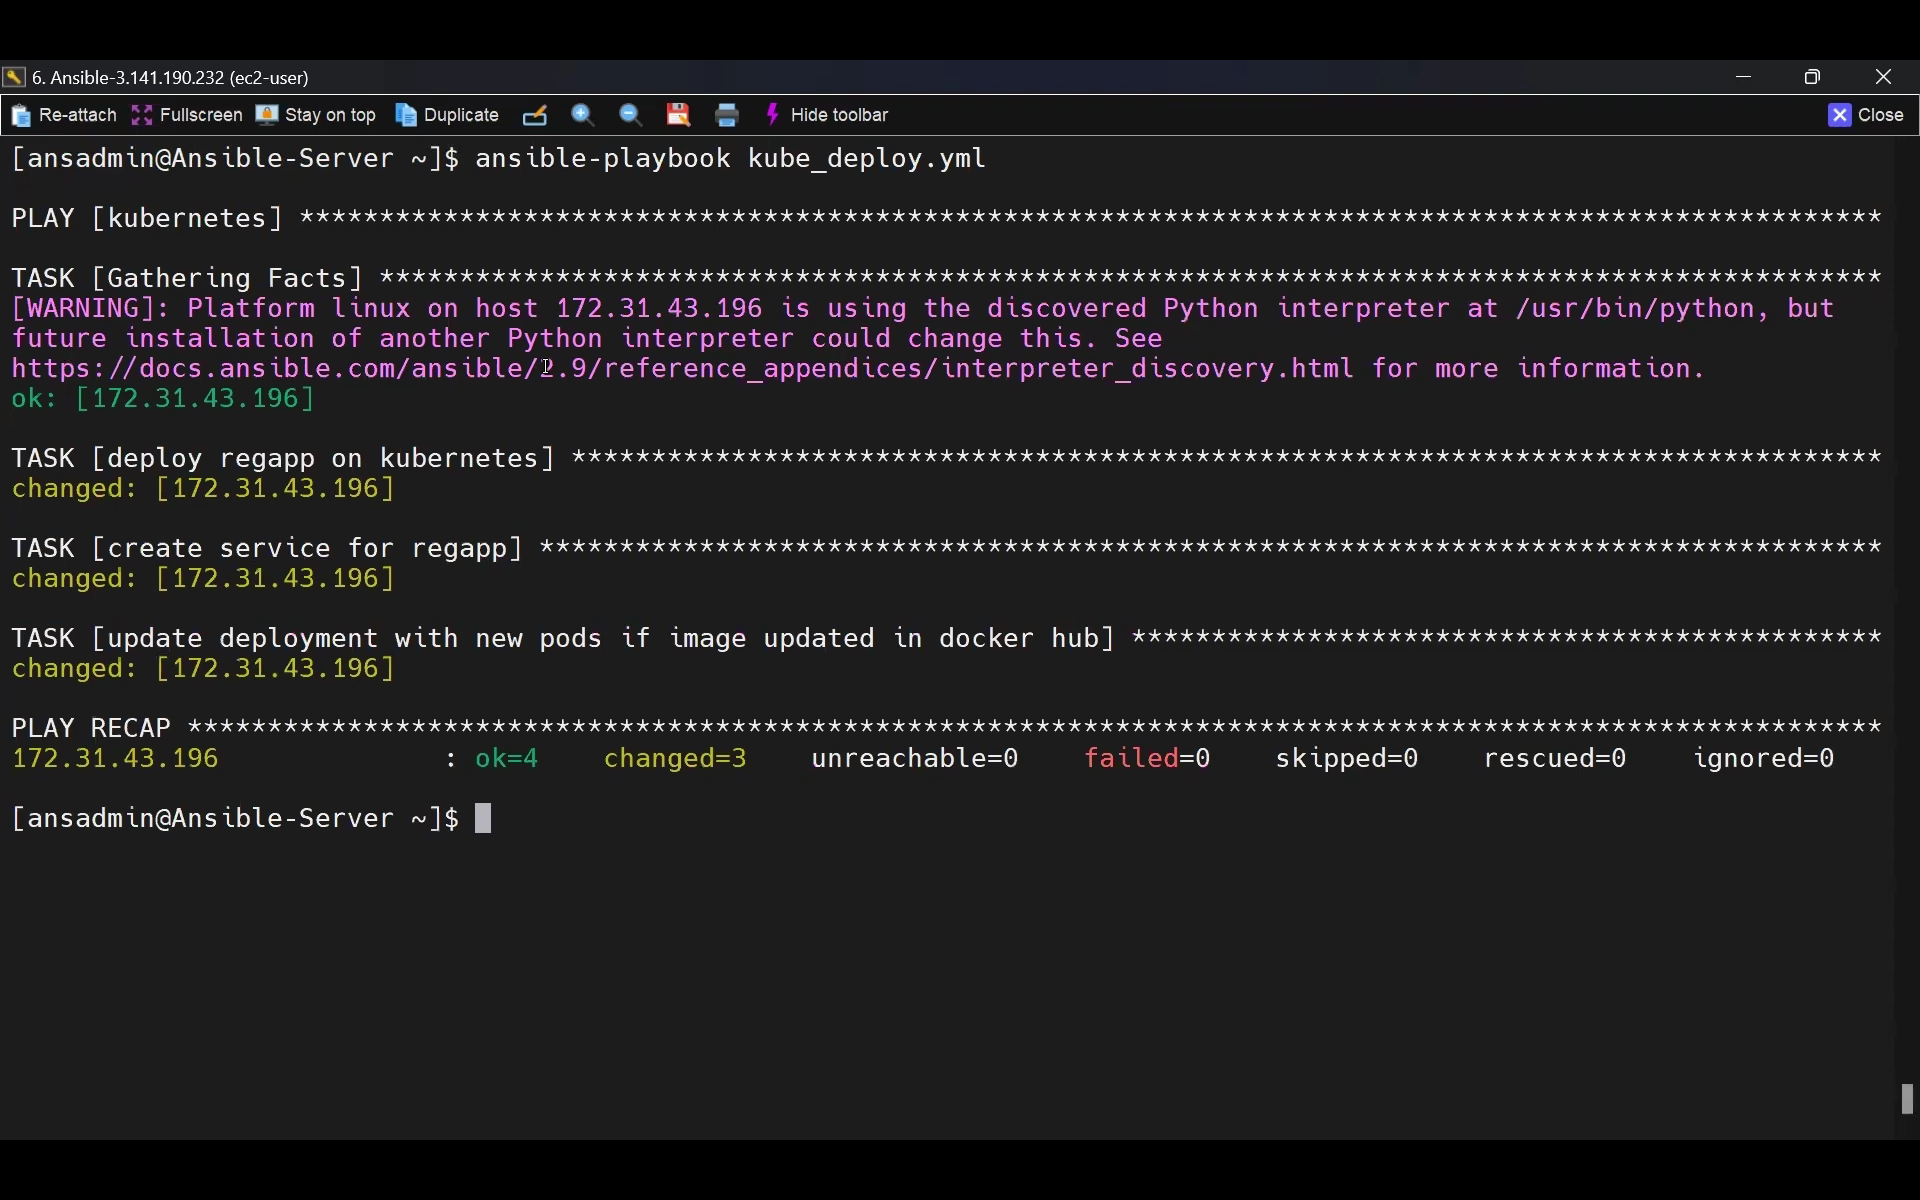 6. Ansible-3.141.190.232 (ec2-user)
Re-attach Fullscreen Stay on top Duplicate Hide toolbar Close
[ansadmin@Ansible-Server ~]$ ansible-playbook kube_deploy.yml
PLAY [kubernetes] ***************************************************************************************************
TASK [Gathering Facts] **********************************************************************************************
[WARNING]: Platform linux on host 172.31.43.196 is using the discovered Python interpreter at /usr/bin/python, but
future installation of another Python interpreter could change this. See
https://docs.ansible.com/ansible/2.9/reference_appendices/interpreter_discovery.html for more information.
ok: [172.31.43.196]
TASK [deploy regapp on kubernetes] **********************************************************************************
changed: [172.31.43.196]
TASK [create service for regapp] ************************************************************************************
changed: [172.31.43.196]
TASK [update deployment with new pods if image updated in docker hub] ***********************************************
changed: [172.31.43.196]
PLAY RECAP **********************************************************************************************************
172.31.43.196 : ok=4 changed=3 unreachable=0 failed=0 skipped=0 rescued=0 ignored=0
[ansadmin@Ansible-Server ~]$